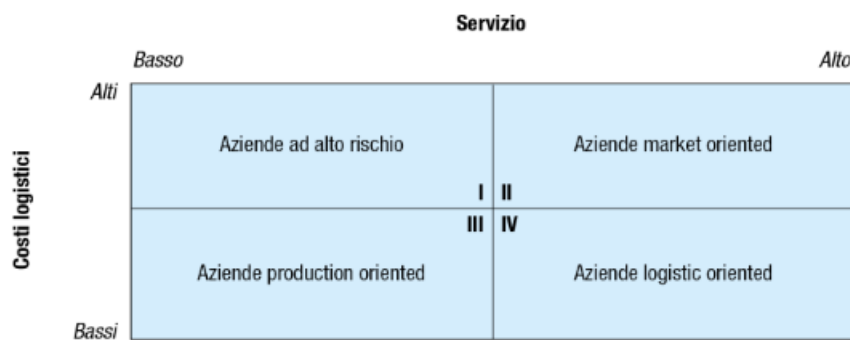 Servizio
Basso
Alto
Alti
Costi logistici
Aziende ad alto rischio
Aziende market oriented
I
II
III
IV
Aziende production oriented
Aziende logistic oriented
Bassi